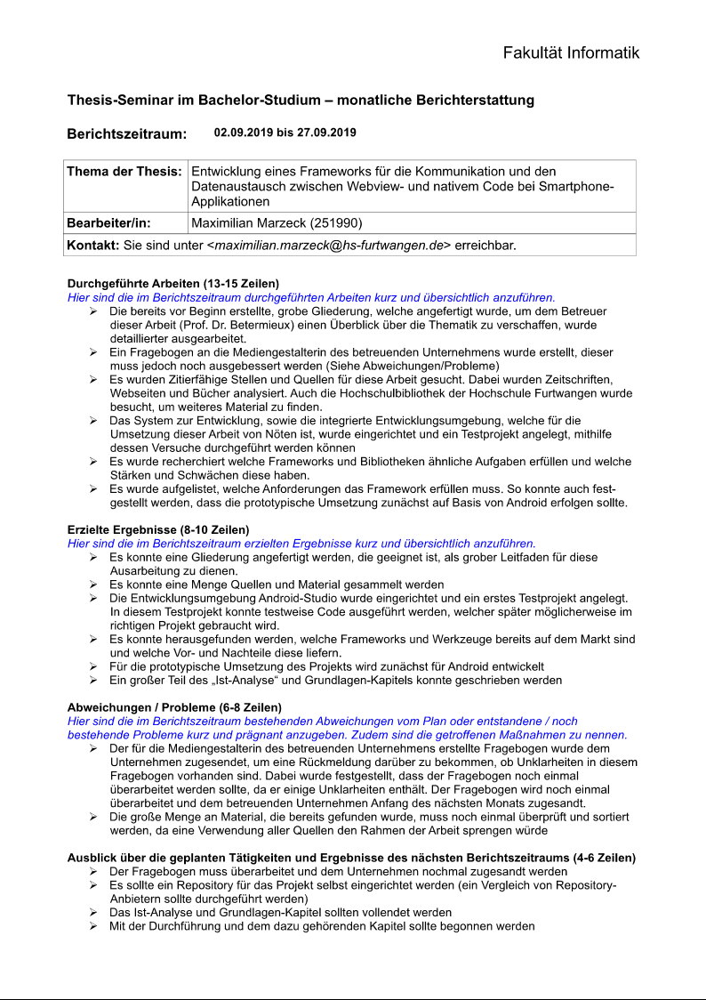 Fakultät Informatik
Thesis-Seminar im Bachelor-Studium – monatliche Berichterstattung
Berichtszeitraum: 02.09.2019 bis 27.09.2019
Thema der Thesis: Entwicklung eines Frameworks für die Kommunikation und den
Datenaustausch zwischen Webview- und nativem Code bei Smartphone-
Applikationen
Bearbeiter/in: Maximilian Marzeck (251990)
Kontakt: Sie sind unter <maximilian.marzeck@hs-furtwangen.de> erreichbar.
Durchgeführte Arbeiten (13-15 Zeilen)
Hier sind die im Berichtszeitraum durchgeführten Arbeiten kurz und übersichtlich anzuführen.
➢ Die bereits vor Beginn erstellte, grobe Gliederung, welche angefertigt wurde, um dem Betreuer
dieser Arbeit (Prof. Dr. Betermieux) einen Überblick über die Thematik zu verschaffen, wurde
detaillierter ausgearbeitet.
➢ Ein Fragebogen an die Mediengestalterin des betreuenden Unternehmens wurde erstellt, dieser
muss jedoch noch ausgebessert werden (Siehe Abweichungen/Probleme)
➢ Es wurden Zitierfähige Stellen und Quellen für diese Arbeit gesucht. Dabei wurden Zeitschriften,
Webseiten und Bücher analysiert. Auch die Hochschulbibliothek der Hochschule Furtwangen wurde
besucht, um weiteres Material zu finden.
➢ Das System zur Entwicklung, sowie die integrierte Entwicklungsumgebung, welche für die
Umsetzung dieser Arbeit von Nöten ist, wurde eingerichtet und ein Testprojekt angelegt, mithilfe
dessen Versuche durchgeführt werden können
➢ Es wurde recherchiert welche Frameworks und Bibliotheken ähnliche Aufgaben erfüllen und welche
Stärken und Schwächen diese haben.
➢ Es wurde aufgelistet, welche Anforderungen das Framework erfüllen muss. So konnte auch fest-
gestellt werden, dass die prototypische Umsetzung zunächst auf Basis von Android erfolgen sollte.
Erzielte Ergebnisse (8-10 Zeilen)
Hier sind die im Berichtszeitraum erzielten Ergebnisse kurz und übersichtlich anzuführen.
➢ Es konnte eine Gliederung angefertigt werden, die geeignet ist, als grober Leitfaden für diese
Ausarbeitung zu dienen.
➢ Es konnte eine Menge Quellen und Material gesammelt werden
➢ Die Entwicklungsumgebung Android-Studio wurde eingerichtet und ein erstes Testprojekt angelegt.
In diesem Testprojekt konnte testweise Code ausgeführt werden, welcher später möglicherweise im
richtigen Projekt gebraucht wird.
➢ Es konnte herausgefunden werden, welche Frameworks und Werkzeuge bereits auf dem Markt sind
und welche Vor- und Nachteile diese liefern.
➢ Für die prototypische Umsetzung des Projekts wird zunächst für Android entwickelt
➢ Ein großer Teil des „Ist-Analyse“ und Grundlagen-Kapitels konnte geschrieben werden
Abweichungen / Probleme (6-8 Zeilen)
Hier sind die im Berichtszeitraum bestehenden Abweichungen vom Plan oder entstandene / noch
bestehende Probleme kurz und prägnant anzugeben. Zudem sind die getroffenen Maßnahmen zu nennen.
➢ Der für die Mediengestalterin des betreuenden Unternehmens erstellte Fragebogen wurde dem
Unternehmen zugesendet, um eine Rückmeldung darüber zu bekommen, ob Unklarheiten in diesem
Fragebogen vorhanden sind. Dabei wurde festgestellt, dass der Fragebogen noch einmal
überarbeitet werden sollte, da er einige Unklarheiten enthält. Der Fragebogen wird noch einmal
überarbeitet und dem betreuenden Unternehmen Anfang des nächsten Monats zugesandt.
➢ Die große Menge an Material, die bereits gefunden wurde, muss noch einmal überprüft und sortiert
werden, da eine Verwendung aller Quellen den Rahmen der Arbeit sprengen würde
Ausblick über die geplanten Tätigkeiten und Ergebnisse des nächsten Berichtszeitraums (4-6 Zeilen)
➢ Der Fragebogen muss überarbeitet und dem Unternehmen nochmal zugesandt werden
➢ Es sollte ein Repository für das Projekt selbst eingerichtet werden (ein Vergleich von Repository-
Anbietern sollte durchgeführt werden)
➢ Das Ist-Analyse und Grundlagen-Kapitel sollten vollendet werden
➢ Mit der Durchführung und dem dazu gehörenden Kapitel sollte begonnen werden